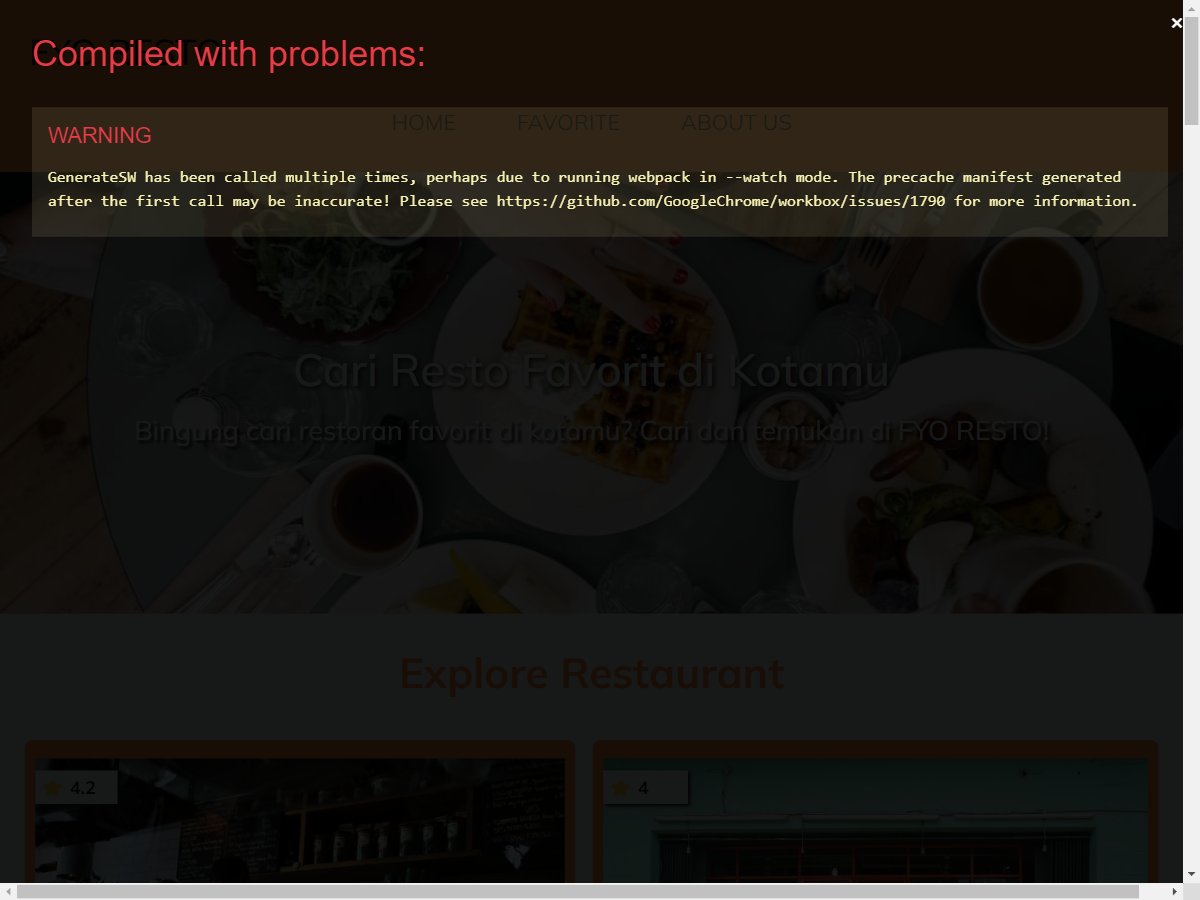 Compiled with problems:
HOME FAVORITE ABOUT US
WARNING
GenerateSW has been called multiple times, perhaps due to running webpack in --watch mode. The precache manifest generated
after the first call may be inaccurate! Please see https://github.com/GoogleChrome/workbox/issues/1790 for more information.
Cari Resto Favorit di Kotamu
Bingung cari restoran favorit di kotamu? Cari dan temukan di FYO RESTO!
Explore Restaurant
4.2
4